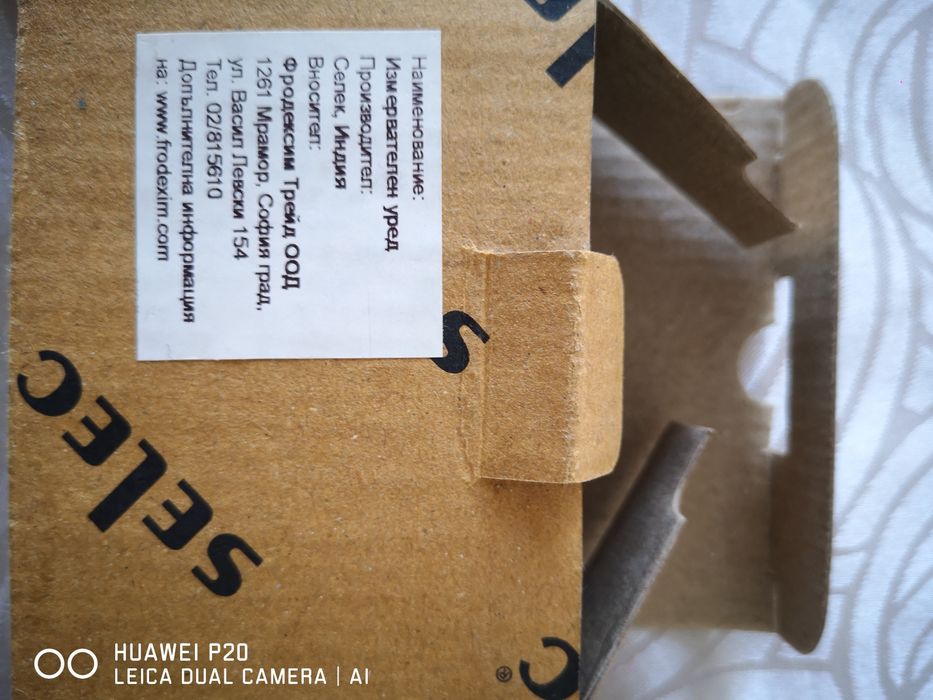 Наименование:
Измервателен уред
Производител:
Селек, Индия
Вносител:
Фродексим Трейд ООД
1261 Мрамор, София град,
ул. Васил Левски 154
Тел. 02/815610
Допълнителна информация
на: www.frodexim.com
S
SELEC
C
®
HUAWEI P20
LEICA DUAL CAMERA | AI